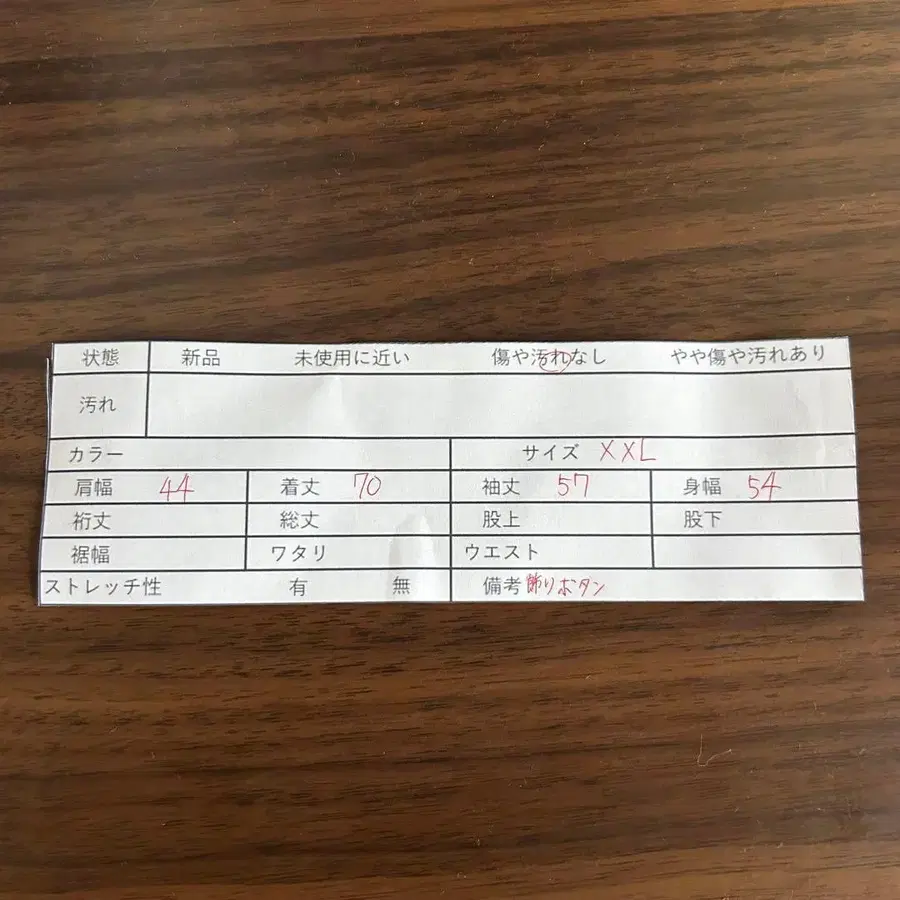 状態 新品 未使用に近い 傷や汚れなし やや傷や汚れあり
汚れ
カラー サイズ XXL
肩幅 44 着丈 70 袖丈 57 身幅 54
裄丈 総丈 股上 股下
裾幅 ワタリ ウエスト
ストレッチ性 有 無 備考 飾りボタン